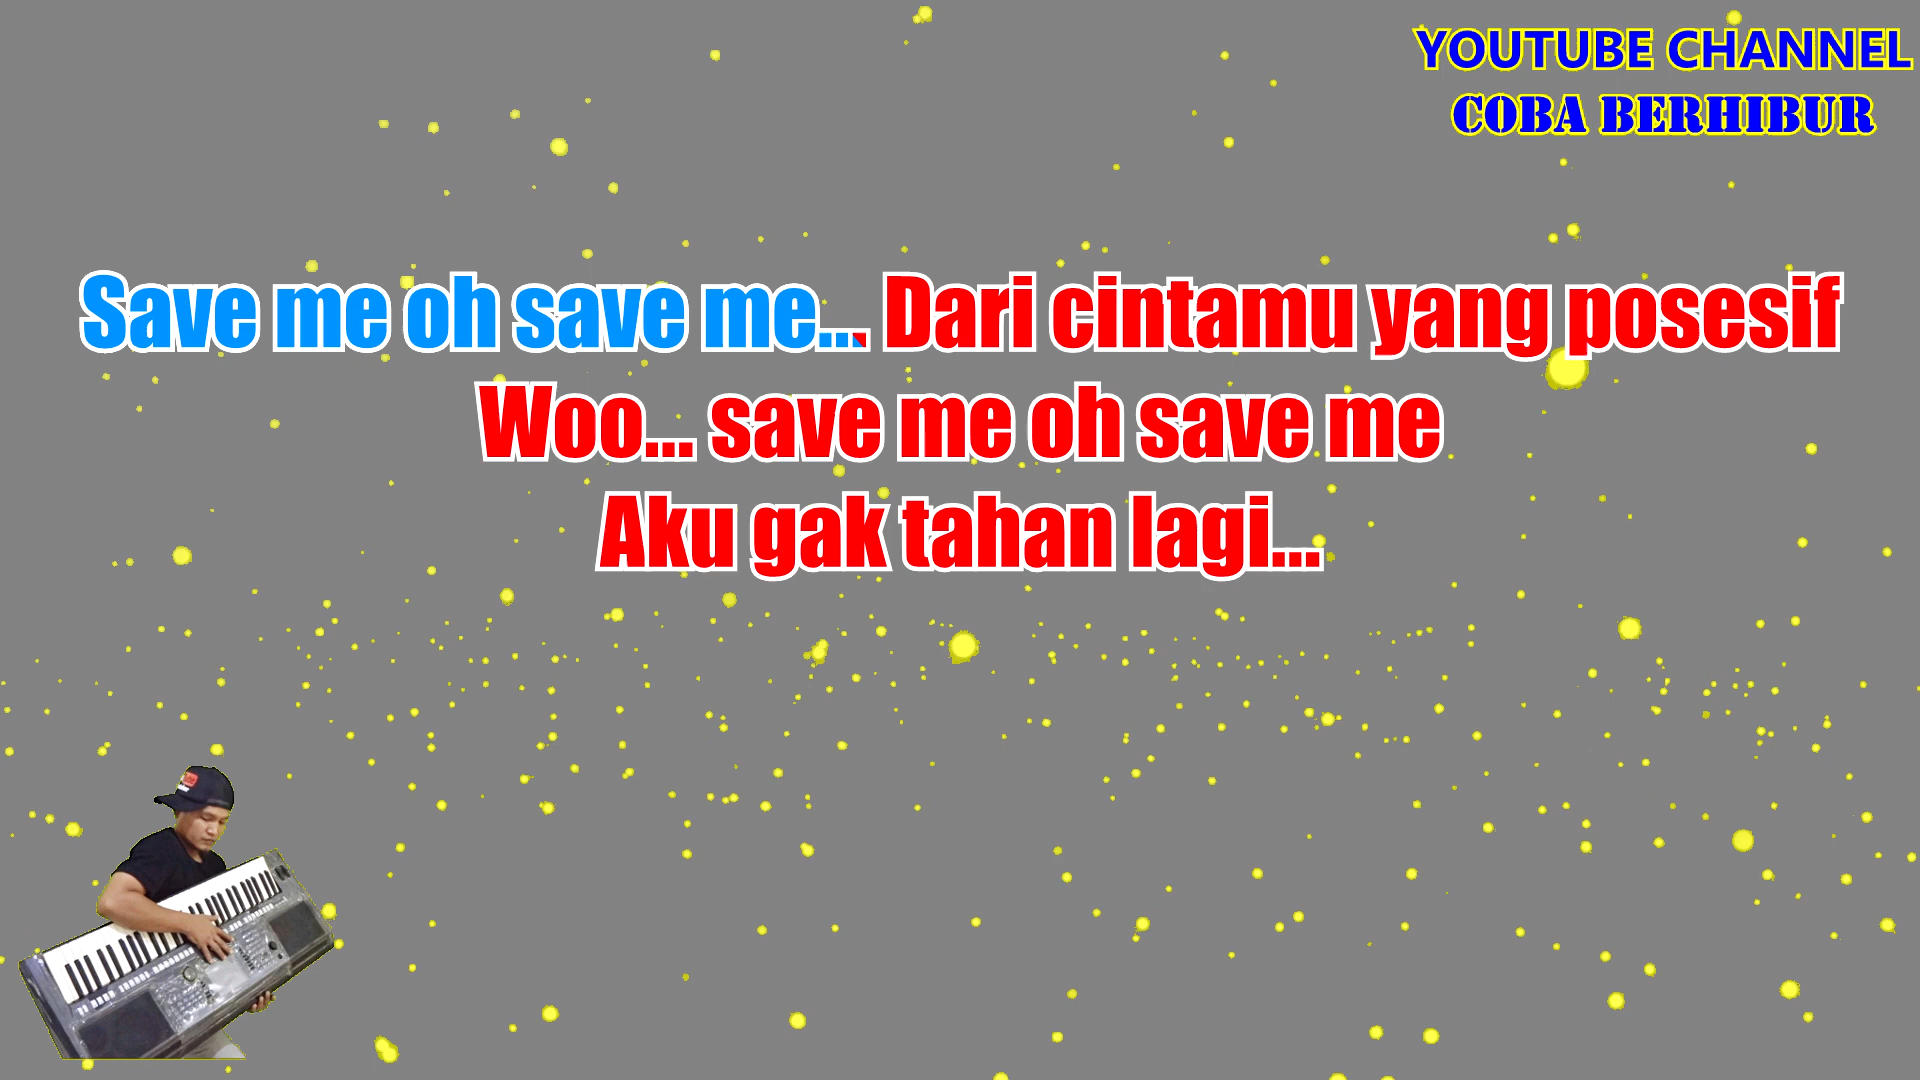 YOUTUBE CHANNEL
COBA BERHIBUR
Save me oh save me... Dari cintamu yang posesif
Woo... save me oh save me
Aku gak tahan lagi...